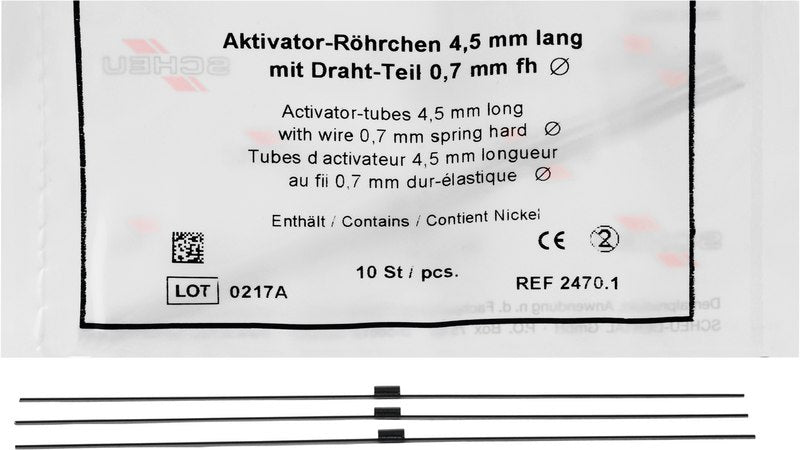 Aktivator-Röhrchen 4,5 mm lang
mit Draht-Teil 0,7 mm fh ∅
Activator-tubes 4,5 mm long
with wire 0,7 mm spring hard ∅
Tubes d activateur 4,5 mm longueur
au fil 0,7 mm dur-élastique ∅
Enthält / Contains / Contient Nickel
CE 2
10 St / pcs.
REF 2470.1
LOT 0217A
SCHEU
SCHEU